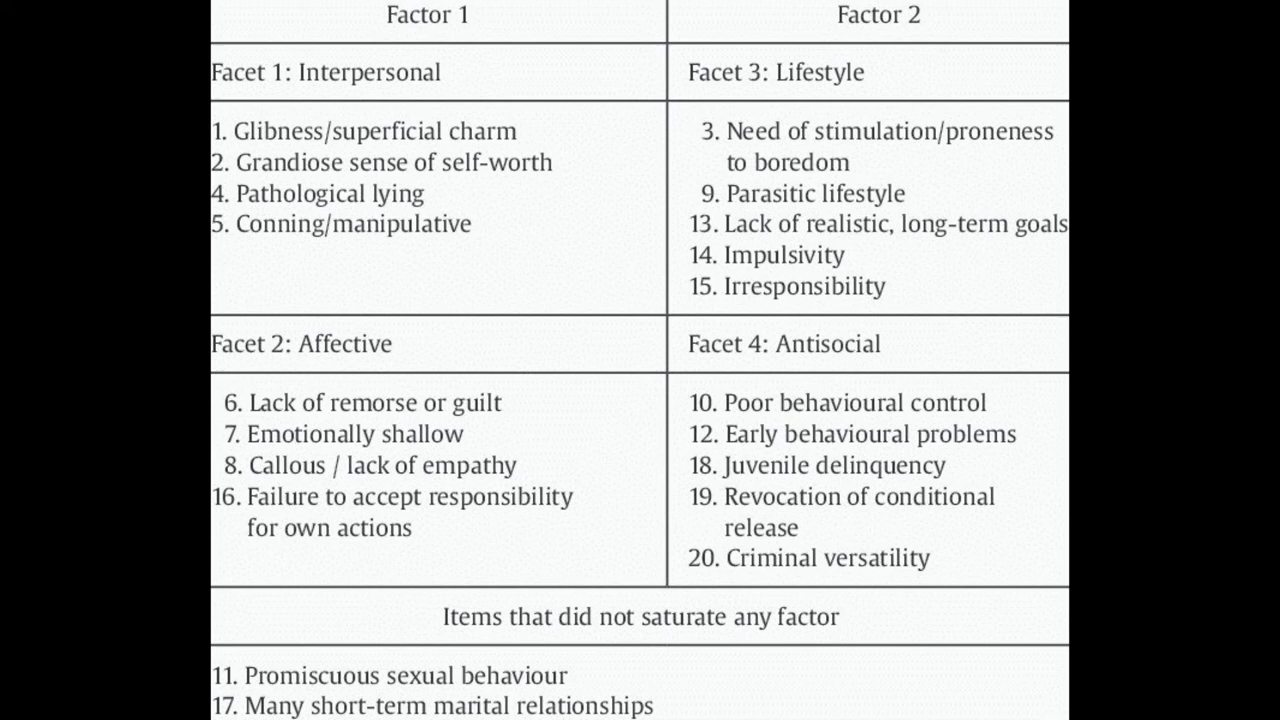 Factor 1
Factor 2
Facet 1: Interpersonal
Facet 3: Lifestyle
1. Glibness/superficial charm
2. Grandiose sense of self-worth
4. Pathological lying
5. Conning/manipulative
3. Need of stimulation/proneness
to boredom
9. Parasitic lifestyle
13. Lack of realistic, long-term goals
14. Impulsivity
15. Irresponsibility
Facet 2: Affective
Facet 4: Antisocial
6. Lack of remorse or guilt
7. Emotionally shallow
8. Callous / lack of empathy
16. Failure to accept responsibility
for own actions
10. Poor behavioural control
12. Early behavioural problems
18. Juvenile delinquency
19. Revocation of conditional
release
20. Criminal versatility
Items that did not saturate any factor
11. Promiscuous sexual behaviour
17. Many short-term marital relationships